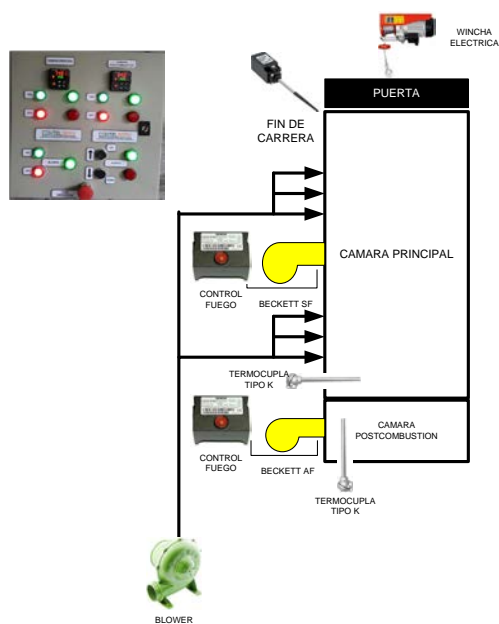 WINCHA
ELECTRICA
PUERTA
FIN DE
CARRERA
CAMARA PRINCIPAL
CONTROL
FUEGO
BECKETT SF
TERMOCUPLA
TIPO K
CAMARA
POSTCOMBUSTION
CONTROL
FUEGO
BECKETT AF
TERMOCUPLA
TIPO K
BLOWER